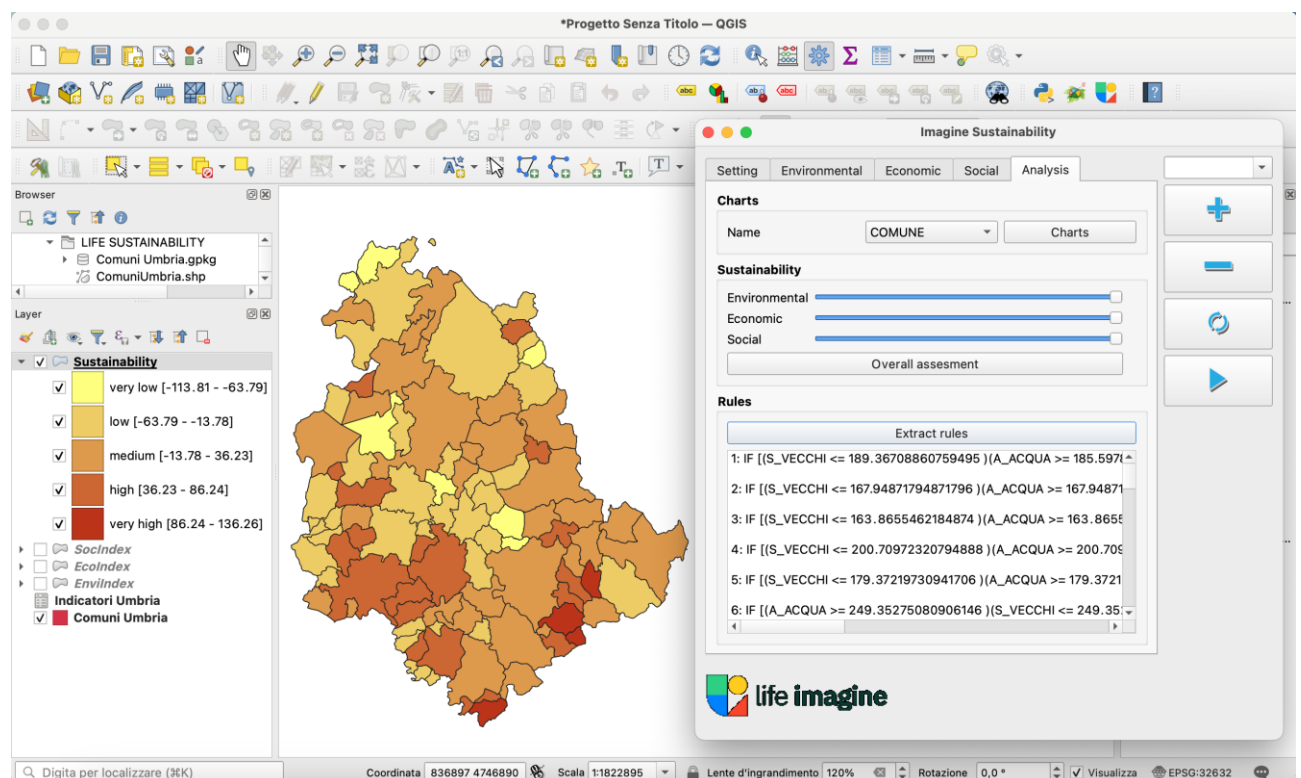 *Progetto Senza Titolo — QGIS
Imagine Sustainability
Setting Environmental Economic Social Analysis
Charts
Name COMUNE Charts
Sustainability
Environmental
Economic
Social
Overall assesment
Rules
Extract rules
1: IF [(S_VECCHI <= 189.36708860759495 )(A_ACQUA >= 185.597
2: IF [(S_VECCHI <= 167.94871794871796 )(A_ACQUA >= 167.94871
3: IF [(S_VECCHI <= 163.8655462184874 )(A_ACQUA >= 163.8655
4: IF [(S_VECCHI <= 200.70972320794888 )(A_ACQUA >= 200.709
5: IF [(S_VECCHI <= 179.37219730941706 )(A_ACQUA >= 179.3721
6: IF [(A_ACQUA >= 249.35275080906146 )(S_VECCHI <= 249.35
life imagine
Browser
LIFE SUSTAINABILITY
Comuni Umbria.gpkg
ComuniUmbria.shp
Layer
Sustainability
very low [-113.81 - -63.79]
low [-63.79 - -13.78]
medium [-13.78 - 36.23]
high [36.23 - 86.24]
very high [86.24 - 136.26]
SocIndex
EcoIndex
EnviIndex
Indicatori Umbria
Comuni Umbria
Digita per localizzare (⌘K) Coordinata 836897 4746890 Scala 1:1822895 Lente d'ingrandimento 120% Rotazione 0,0 ° Visualizza EPSG:32632